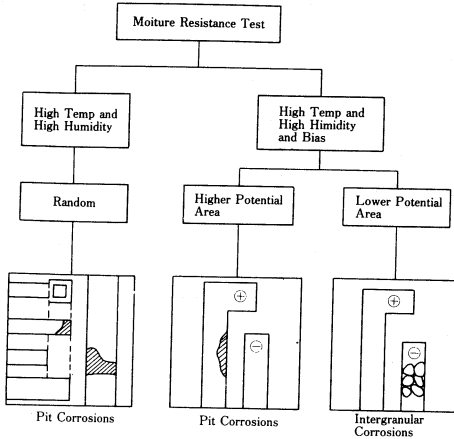 Moiture Resistance Test
High Temp and
High Humidity
High Temp and
High Himidity
and Bias
Random
Higher Potential
Area
Lower Potential
Area
⊕
⊖
⊕
⊖
Pit Corrosions
Pit Corrosions
Intergranular
Corrosions